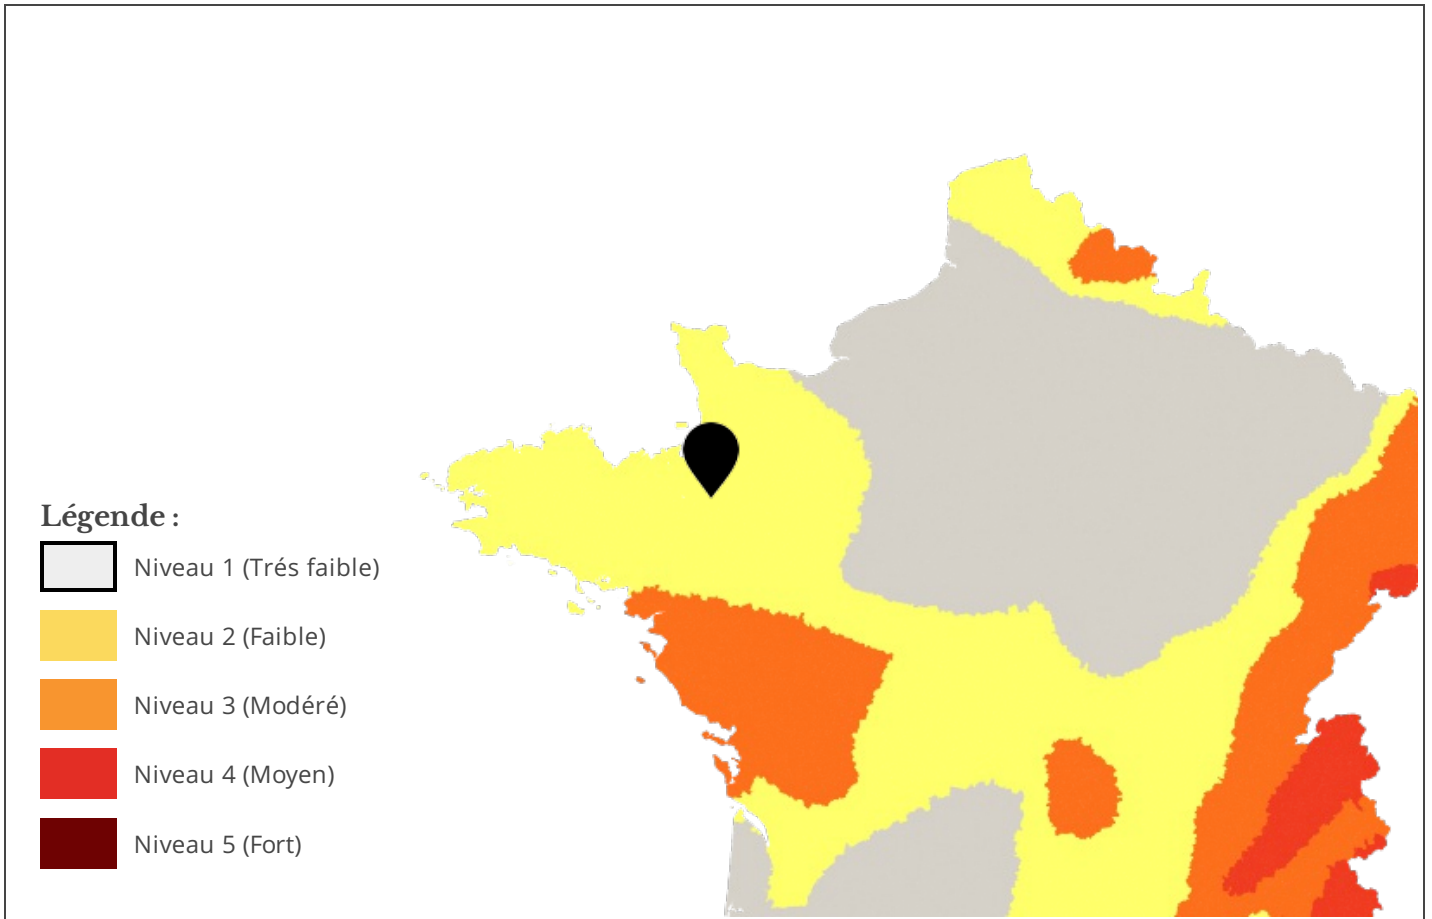 Légende :
Niveau 1 (Trés faible)
Niveau 2 (Faible)
Niveau 3 (Modéré)
Niveau 4 (Moyen)
Niveau 5 (Fort)